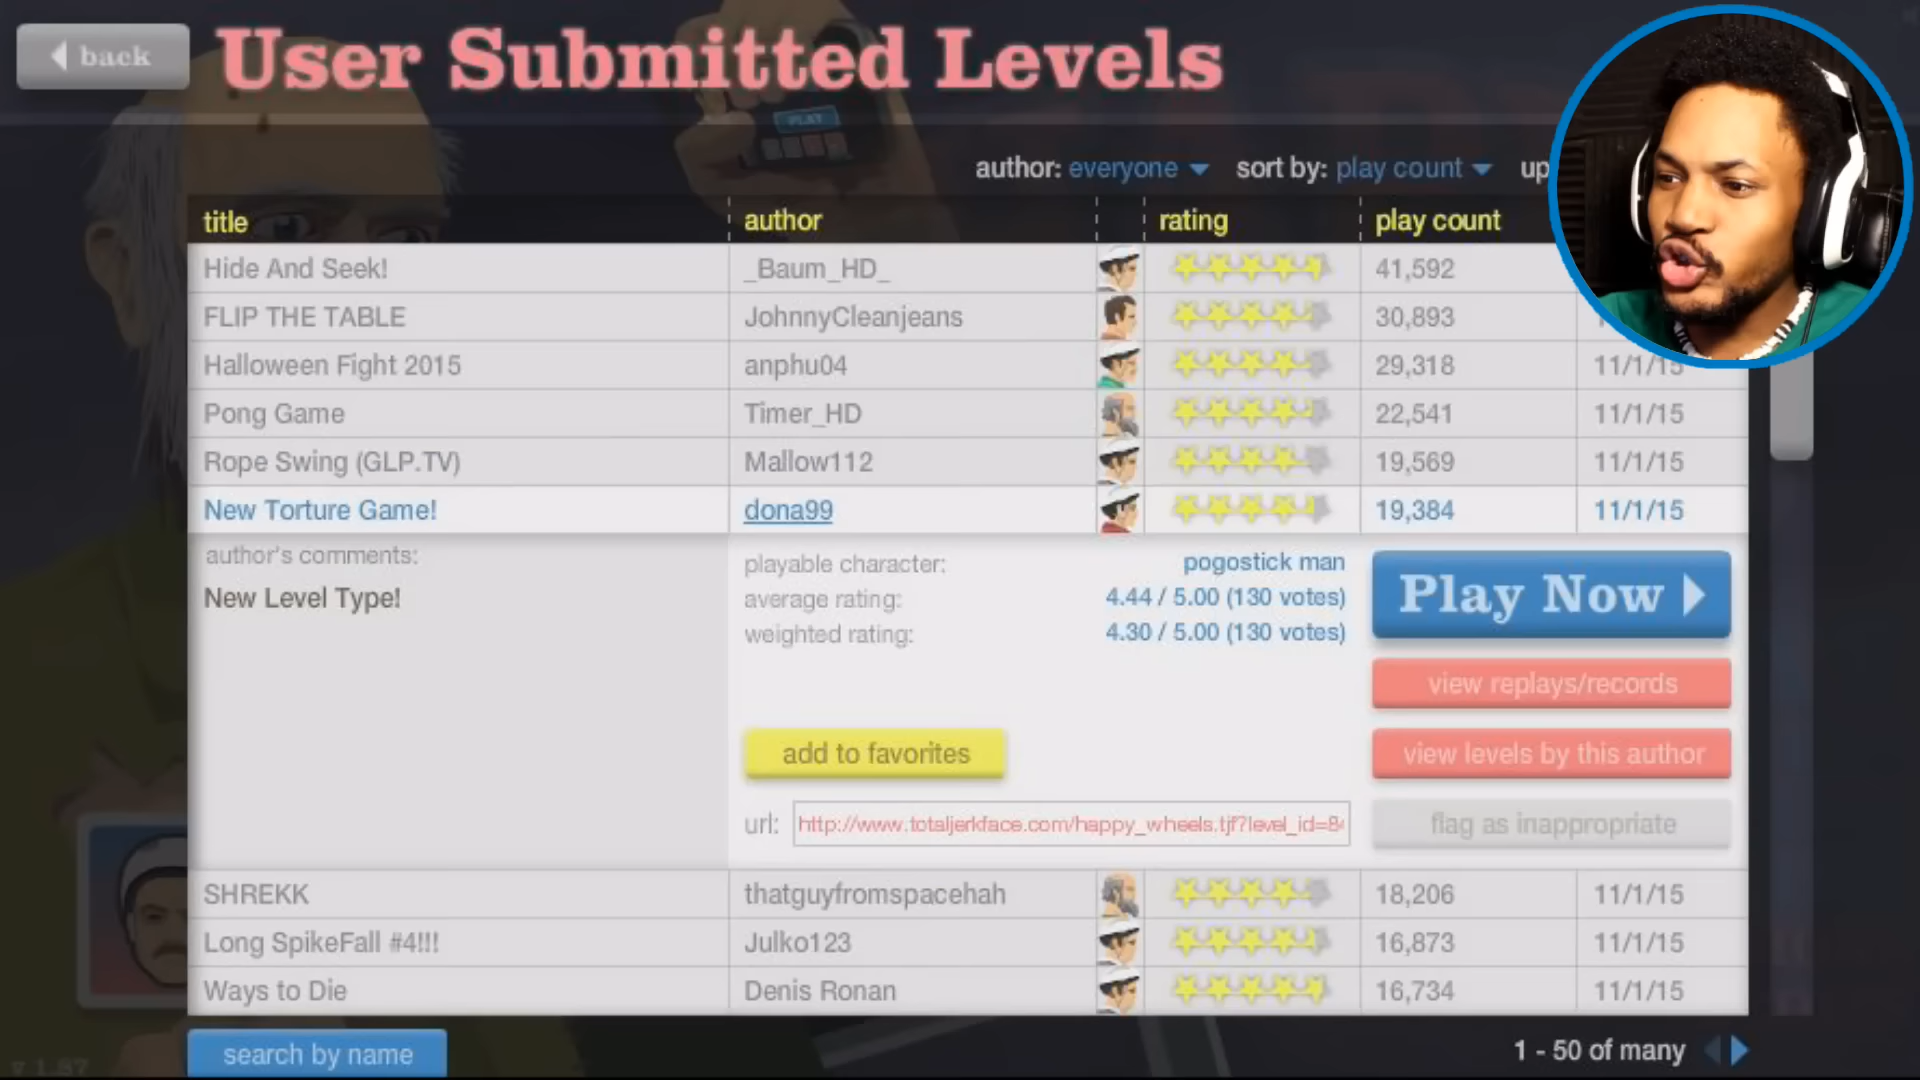 back
User Submitted Levels
PLAY
author: everyone sort by: play count up
title author rating play count
Hide And Seek! _Baum_HD_ 41,592
FLIP THE TABLE JohnnyCleanjeans 30,893
Halloween Fight 2015 anphu04 29,318 11/1/15
Pong Game Timer_HD 22,541 11/1/15
Rope Swing (GLP.TV) Mallow112 19,569 11/1/15
New Torture Game! dona99 19,384 11/1/15
author's comments:
New Level Type!
playable character: pogostick man
average rating: 4.44 / 5.00 (130 votes)
weighted rating: 4.30 / 5.00 (130 votes)
Play Now
view replays/records
add to favorites
view levels by this author
url: http://www.totaljerkface.com/happy_wheels.tjf?level_id=8
flag as inappropriate
SHREKK thatguyfromspacehah 18,206 11/1/15
Long SpikeFall #4!!! Julko123 16,873 11/1/15
Ways to Die Denis Ronan 16,734 11/1/15
search by name
1 - 50 of many
v 1.87